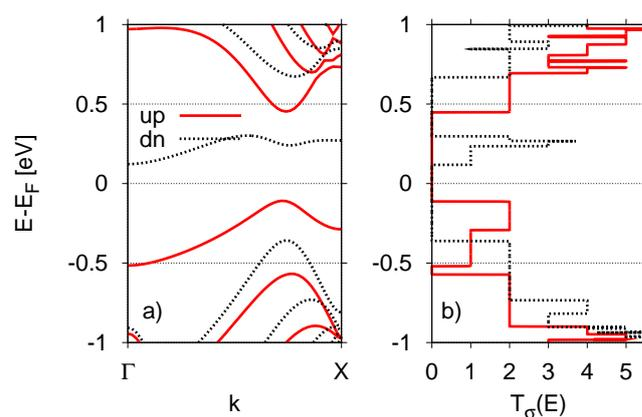 1
0.5
0
-0.5
-1
E-E_F [eV]
up
dn
a)
Γ
X
k
1
0.5
0
-0.5
-1
b)
0 1 2 3 4 5
T_σ(E)